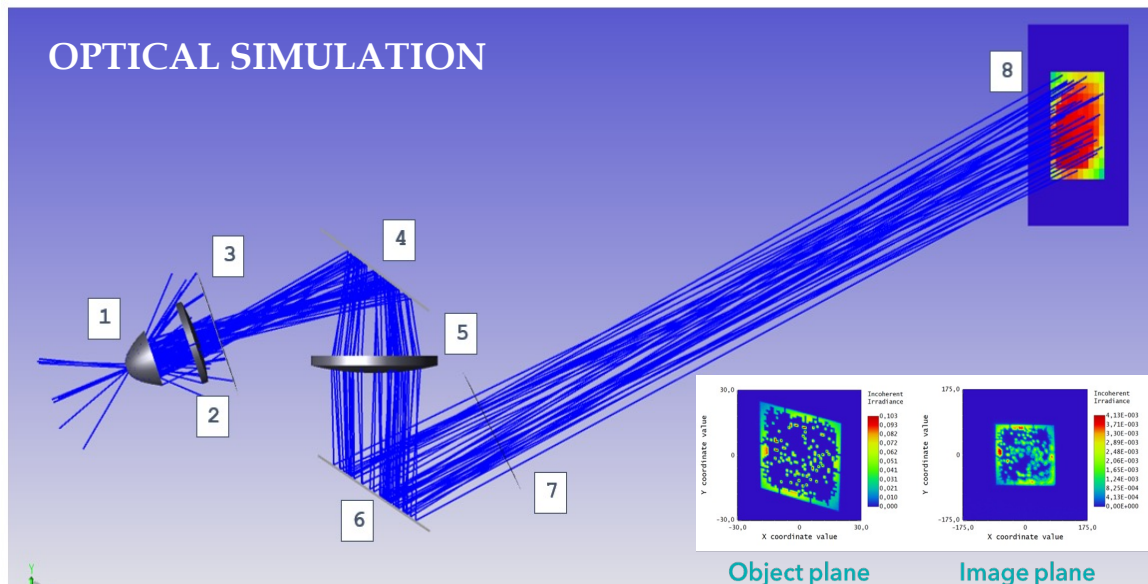 OPTICAL SIMULATION
8
3
4
1
5
2
7
6
30,0
0
-30,0
-30,0
0
30,0
Y coordinate value
X coordinate value
Incoherent
Irradiance
0,103
0,093
0,082
0,072
0,062
0,051
0,041
0,031
0,021
0,010
0,000
Object plane
175,0
0
-175,0
-175,0
0
175,0
Y coordinate value
X coordinate value
Incoherent
Irradiance
4,13E-003
3,71E-003
3,30E-003
2,89E-003
2,48E-003
2,06E-003
1,65E-003
1,24E-003
8,25E-004
4,13E-004
0,00E+000
Image plane
Y